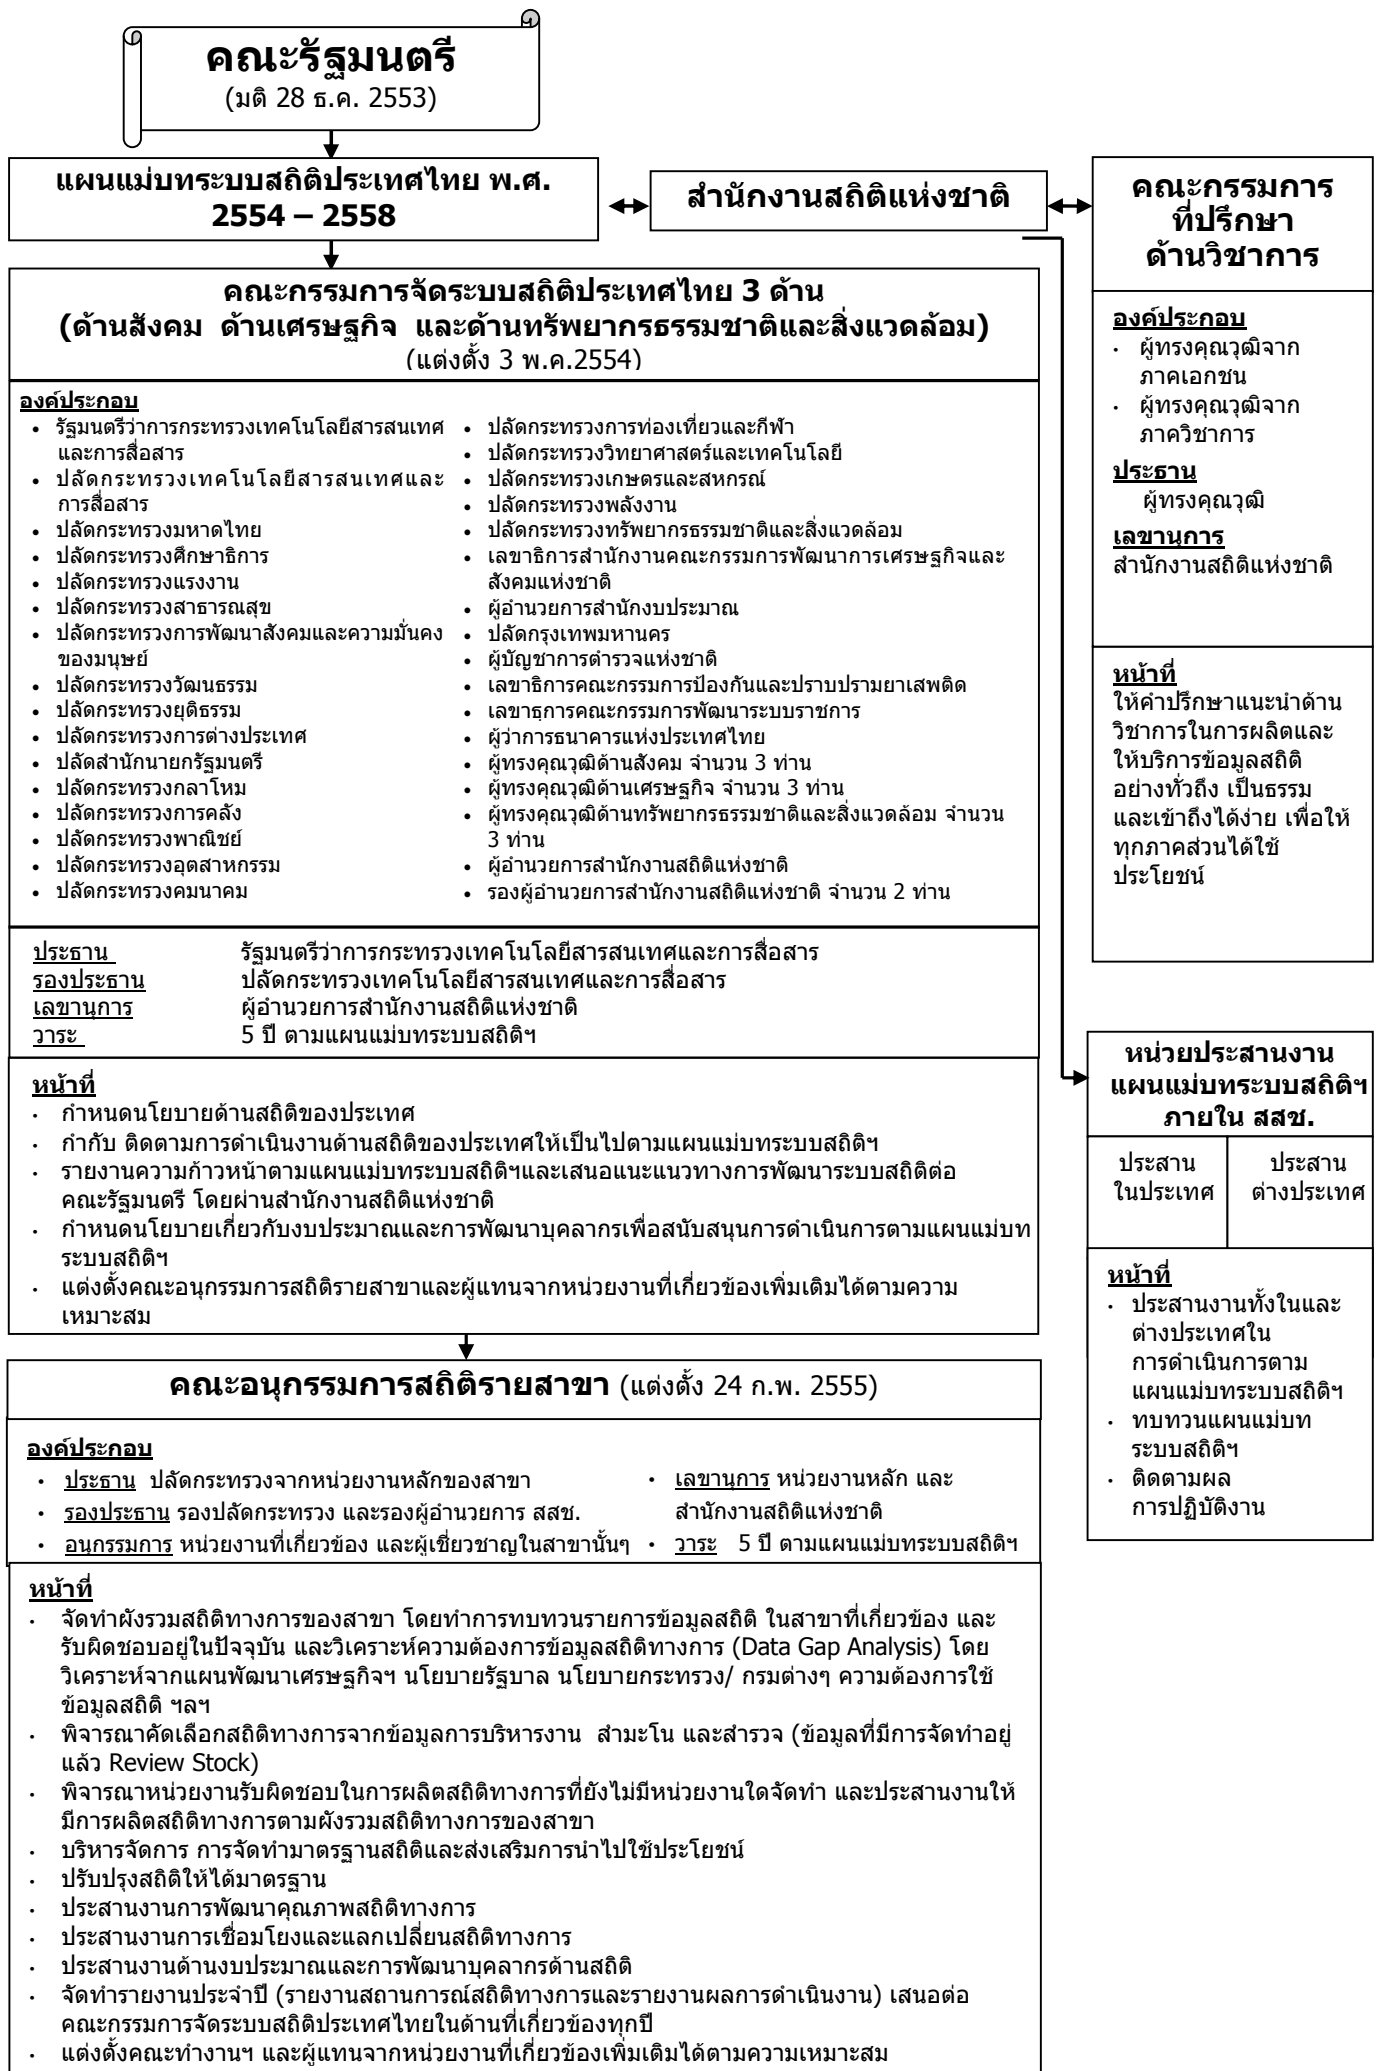 คณะรัฐมนตรี
(มติ 28 ธ.ค. 2553)
แผนแม่บทระบบสถิติประเทศไทย พ.ศ.
2554 – 2558
สำนักงานสถิติแห่งชาติ
คณะกรรมการ
ที่ปรึกษา
ด้านวิชาการ
องค์ประกอบ
· ผู้ทรงคุณวุฒิจาก
ภาคเอกชน
· ผู้ทรงคุณวุฒิจาก
ภาควิชาการ
ประธาน
ผู้ทรงคุณวุฒิ
เลขานุการ
สำนักงานสถิติแห่งชาติ
หน้าที่
ให้คำปรึกษาแนะนำด้าน
วิชาการในการผลิตและ
ให้บริการข้อมูลสถิติ
อย่างทั่วถึง เป็นธรรม
และเข้าถึงได้ง่าย เพื่อให้
ทุกภาคส่วนได้ใช้
ประโยชน์
คณะกรรมการจัดระบบสถิติประเทศไทย 3 ด้าน
(ด้านสังคม ด้านเศรษฐกิจ และด้านทรัพยากรธรรมชาติและสิ่งแวดล้อม)
(แต่งตั้ง 3 พ.ค.2554)
องค์ประกอบ
• รัฐมนตรีว่าการกระทรวงเทคโนโลยีสารสนเทศ
และการสื่อสาร
• ปลัดกระทรวงเทคโนโลยีสารสนเทศและ
การสื่อสาร
• ปลัดกระทรวงมหาดไทย
• ปลัดกระทรวงศึกษาธิการ
• ปลัดกระทรวงแรงงาน
• ปลัดกระทรวงสาธารณสุข
• ปลัดกระทรวงการพัฒนาสังคมและความมั่นคง
ของมนุษย์
• ปลัดกระทรวงวัฒนธรรม
• ปลัดกระทรวงยุติธรรม
• ปลัดกระทรวงการต่างประเทศ
• ปลัดสำนักนายกรัฐมนตรี
• ปลัดกระทรวงกลาโหม
• ปลัดกระทรวงการคลัง
• ปลัดกระทรวงพาณิชย์
• ปลัดกระทรวงอุตสาหกรรม
• ปลัดกระทรวงคมนาคม
• ปลัดกระทรวงการท่องเที่ยวและกีฬา
• ปลัดกระทรวงวิทยาศาสตร์และเทคโนโลยี
• ปลัดกระทรวงเกษตรและสหกรณ์
• ปลัดกระทรวงพลังงาน
• ปลัดกระทรวงทรัพยากรธรรมชาติและสิ่งแวดล้อม
• เลขาธิการสำนักงานคณะกรรมการพัฒนาการเศรษฐกิจและ
สังคมแห่งชาติ
• ผู้อำนวยการสำนักงบประมาณ
• ปลัดกรุงเทพมหานคร
• ผู้บัญชาการตำรวจแห่งชาติ
• เลขาธิการคณะกรรมการป้องกันและปราบปรามยาเสพติด
• เลขาธุการคณะกรรมการพัฒนาระบบราชการ
• ผู้ว่าการธนาคารแห่งประเทศไทย
• ผู้ทรงคุณวุฒิด้านสังคม จำนวน 3 ท่าน
• ผู้ทรงคุณวุฒิด้านเศรษฐกิจ จำนวน 3 ท่าน
• ผู้ทรงคุณวุฒิด้านทรัพยากรธรรมชาติและสิ่งแวดล้อม จำนวน
3 ท่าน
• ผู้อำนวยการสำนักงานสถิติแห่งชาติ
• รองผู้อำนวยการสำนักงานสถิติแห่งชาติ จำนวน 2 ท่าน
ประธาน รัฐมนตรีว่าการกระทรวงเทคโนโลยีสารสนเทศและการสื่อสาร
รองประธาน ปลัดกระทรวงเทคโนโลยีสารสนเทศและการสื่อสาร
เลขานุการ ผู้อำนวยการสำนักงานสถิติแห่งชาติ
วาระ 5 ปี ตามแผนแม่บทระบบสถิติฯ
หน้าที่
· กำหนดนโยบายด้านสถิติของประเทศ
· กำกับ ติดตามการดำเนินงานด้านสถิติของประเทศให้เป็นไปตามแผนแม่บทระบบสถิติฯ
· รายงานความก้าวหน้าตามแผนแม่บทระบบสถิติฯและเสนอแนะแนวทางการพัฒนาระบบสถิติต่อ
คณะรัฐมนตรี โดยผ่านสำนักงานสถิติแห่งชาติ
· กำหนดนโยบายเกี่ยวกับงบประมาณและการพัฒนาบุคลากรเพื่อสนับสนุนการดำเนินการตามแผนแม่บท
ระบบสถิติฯ
· แต่งตั้งคณะอนุกรรมการสถิติรายสาขาและผู้แทนจากหน่วยงานที่เกี่ยวข้องเพิ่มเติมได้ตามความ
เหมาะสม
หน่วยประสานงาน
แผนแม่บทระบบสถิติฯ
ภายใน สสช.
ประสาน
ในประเทศ
ประสาน
ต่างประเทศ
หน้าที่
· ประสานงานทั้งในและ
ต่างประเทศใน
การดำเนินการตาม
แผนแม่บทระบบสถิติฯ
· ทบทวนแผนแม่บท
ระบบสถิติฯ
· ติดตามผล
การปฏิบัติงาน
คณะอนุกรรมการสถิติรายสาขา (แต่งตั้ง 24 ก.พ. 2555)
องค์ประกอบ
· ประธาน ปลัดกระทรวงจากหน่วยงานหลักของสาขา
· รองประธาน รองปลัดกระทรวง และรองผู้อำนวยการ สสช.
· อนุกรรมการ หน่วยงานที่เกี่ยวข้อง และผู้เชี่ยวชาญในสาขานั้นๆ
· เลขานุการ หน่วยงานหลัก และ
สำนักงานสถิติแห่งชาติ
· วาระ 5 ปี ตามแผนแม่บทระบบสถิติฯ
หน้าที่
· จัดทำผังรวมสถิติทางการของสาขา โดยทำการทบทวนรายการข้อมูลสถิติ ในสาขาที่เกี่ยวข้อง และ
รับผิดชอบอยู่ในปัจจุบัน และวิเคราะห์ความต้องการข้อมูลสถิติทางการ (Data Gap Analysis) โดย
วิเคราะห์จากแผนพัฒนาเศรษฐกิจฯ นโยบายรัฐบาล นโยบายกระทรวง/ กรมต่างๆ ความต้องการใช้
ข้อมูลสถิติ ฯลฯ
· พิจารณาคัดเลือกสถิติทางการจากข้อมูลการบริหารงาน สำมะโน และสำรวจ (ข้อมูลที่มีการจัดทำอยู่
แล้ว Review Stock)
· พิจารณาหน่วยงานรับผิดชอบในการผลิตสถิติทางการที่ยังไม่มีหน่วยงานใดจัดทำ และประสานงานให้
มีการผลิตสถิติทางการตามผังรวมสถิติทางการของสาขา
· บริหารจัดการ การจัดทำมาตรฐานสถิติและส่งเสริมการนำไปใช้ประโยชน์
· ปรับปรุงสถิติให้ได้มาตรฐาน
· ประสานงานการพัฒนาคุณภาพสถิติทางการ
· ประสานงานการเชื่อมโยงและแลกเปลี่ยนสถิติทางการ
· ประสานงานด้านงบประมาณและการพัฒนาบุคลากรด้านสถิติ
· จัดทำรายงานประจำปี (รายงานสถานการณ์สถิติทางการและรายงานผลการดำเนินงาน) เสนอต่อ
คณะกรรมการจัดระบบสถิติประเทศไทยในด้านที่เกี่ยวข้องทุกปี
· แต่งตั้งคณะทำงานฯ และผู้แทนจากหน่วยงานที่เกี่ยวข้องเพิ่มเติมได้ตามความเหมาะสม